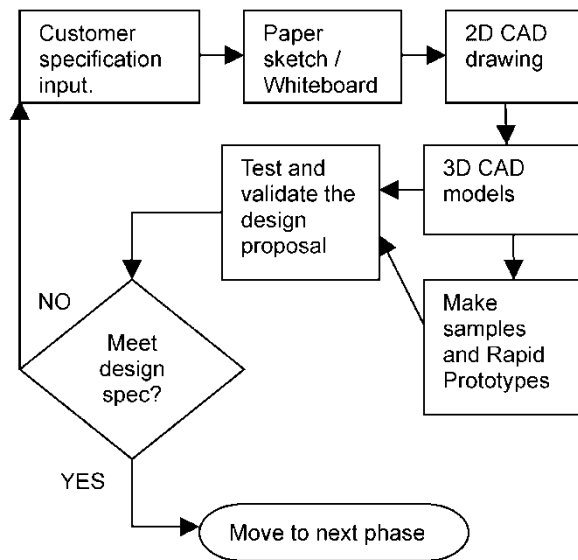 Customer
specification
input.
Paper
sketch /
Whiteboard
2D CAD
drawing
3D CAD
models
Test and
validate the
design
proposal
Make
samples
and Rapid
Prototypes
NO
Meet
design
spec?
YES
Move to next phase